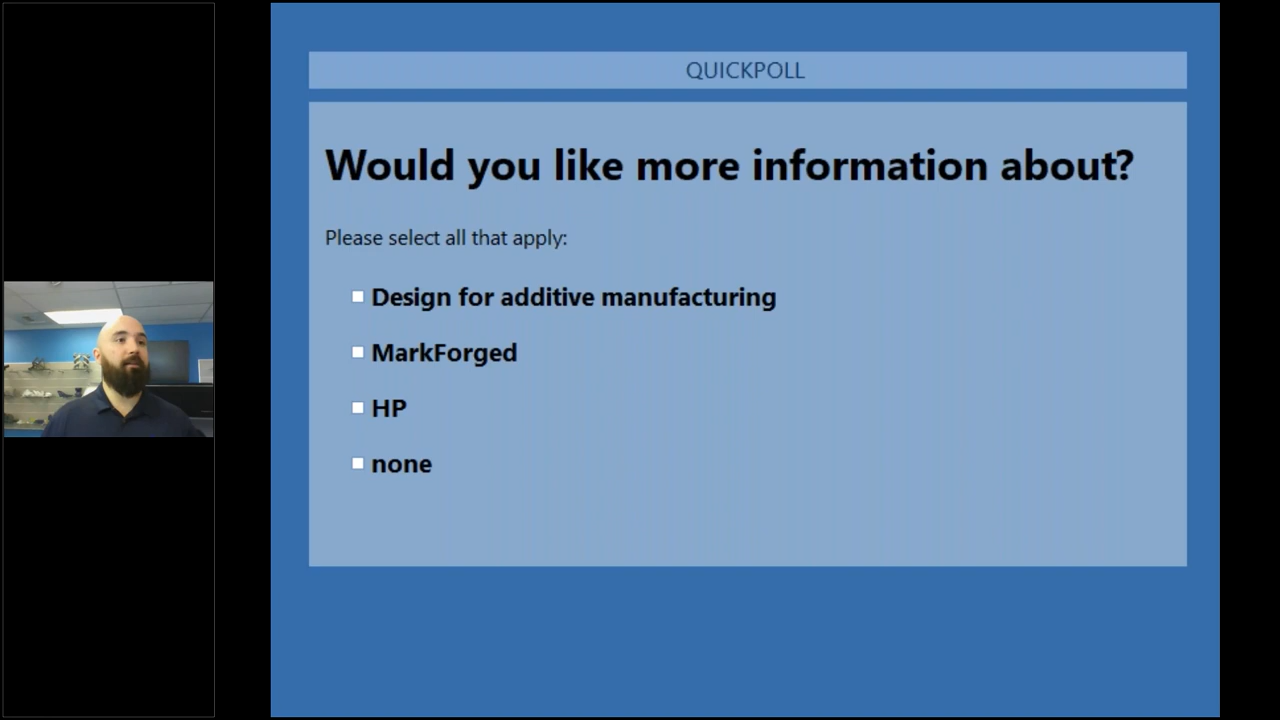 QUICKPOLL
Would you like more information about?
Please select all that apply:
Design for additive manufacturing
MarkForged
HP
none